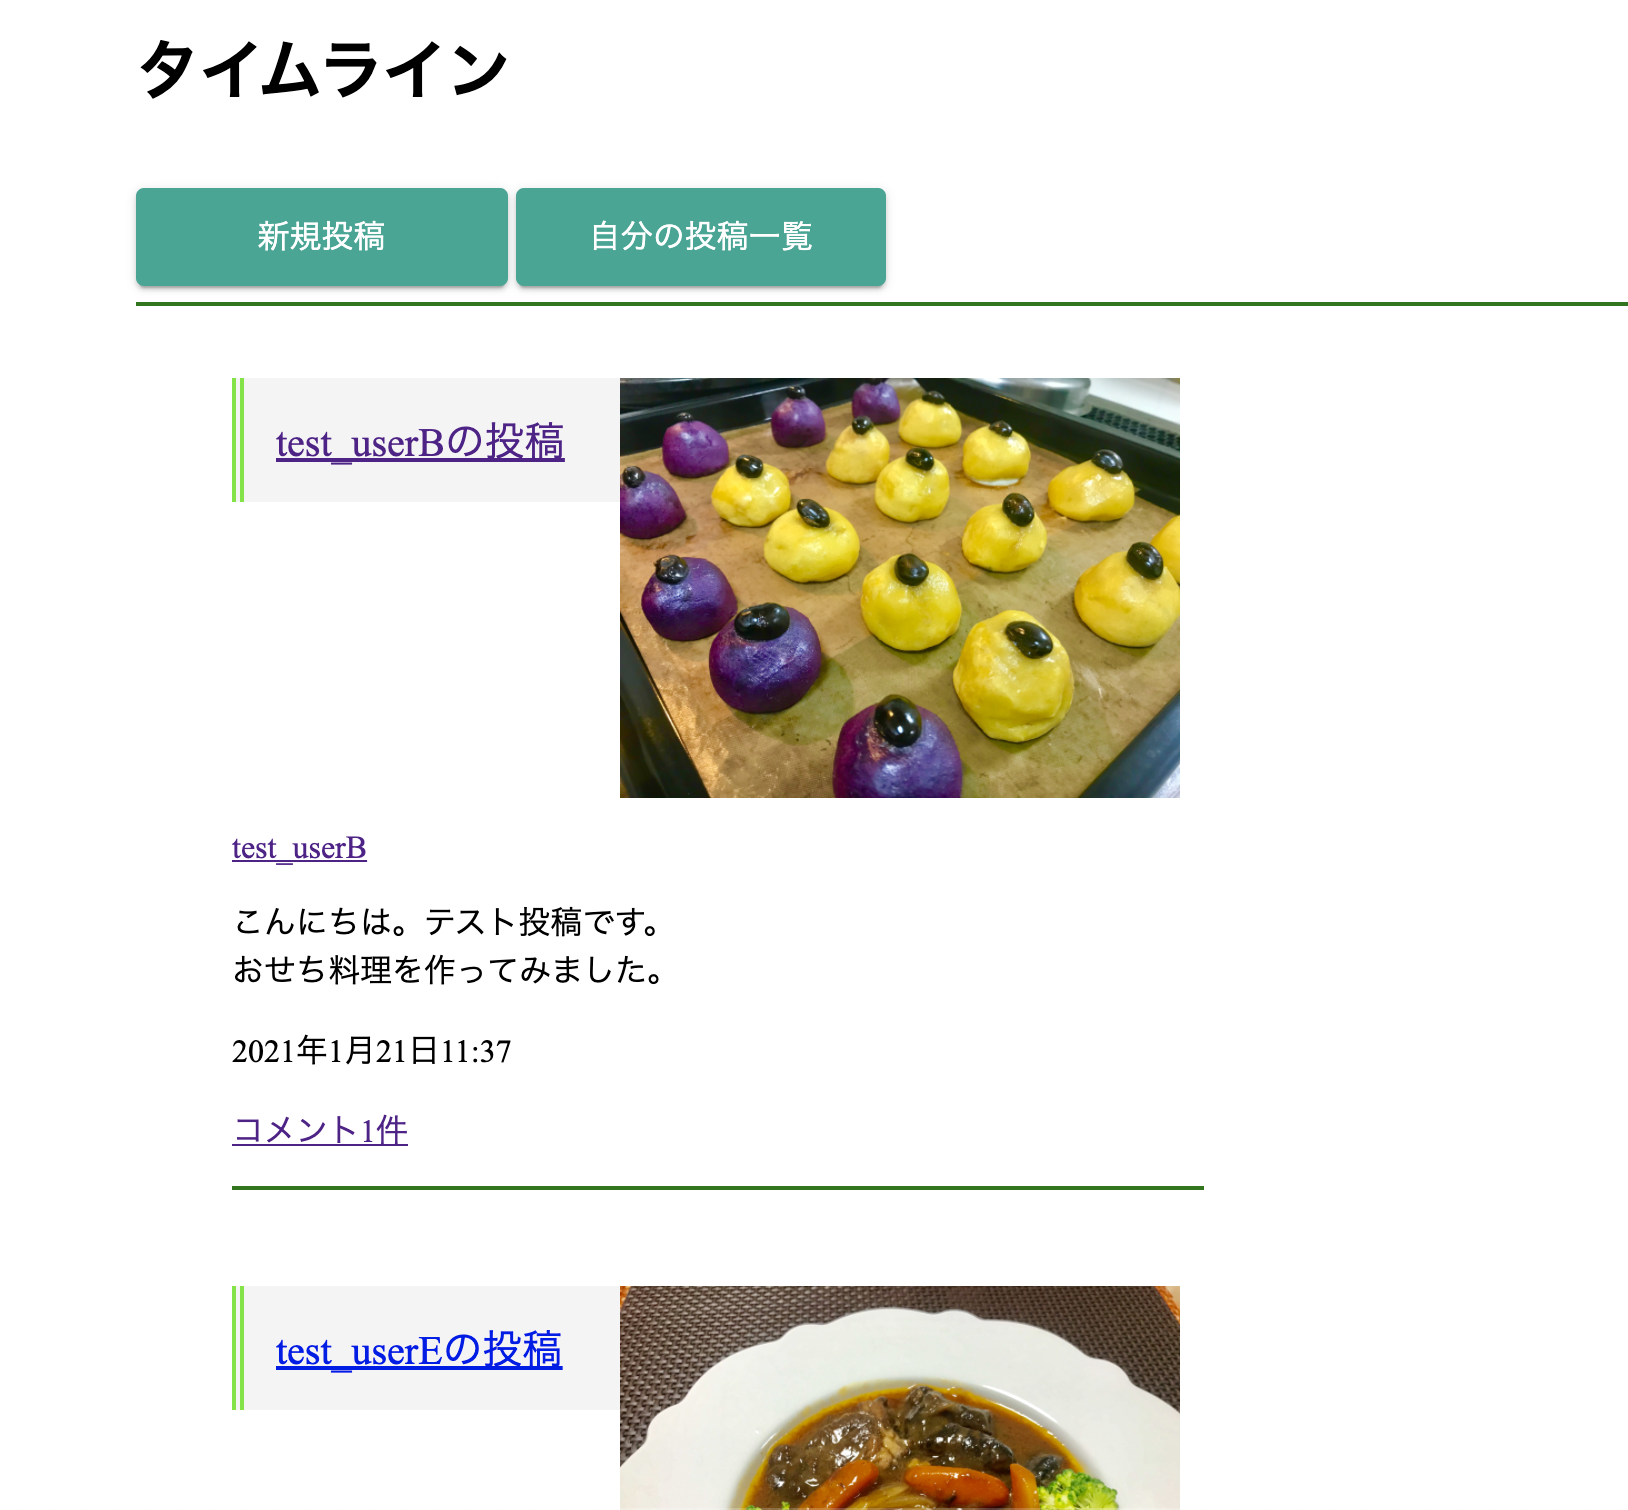 タイムライン
新規投稿
自分の投稿一覧
test_userBの投稿
test_userB
こんにちは。テスト投稿です。
おせち料理を作ってみました。
2021年1月21日11:37
コメント1件
test_userEの投稿